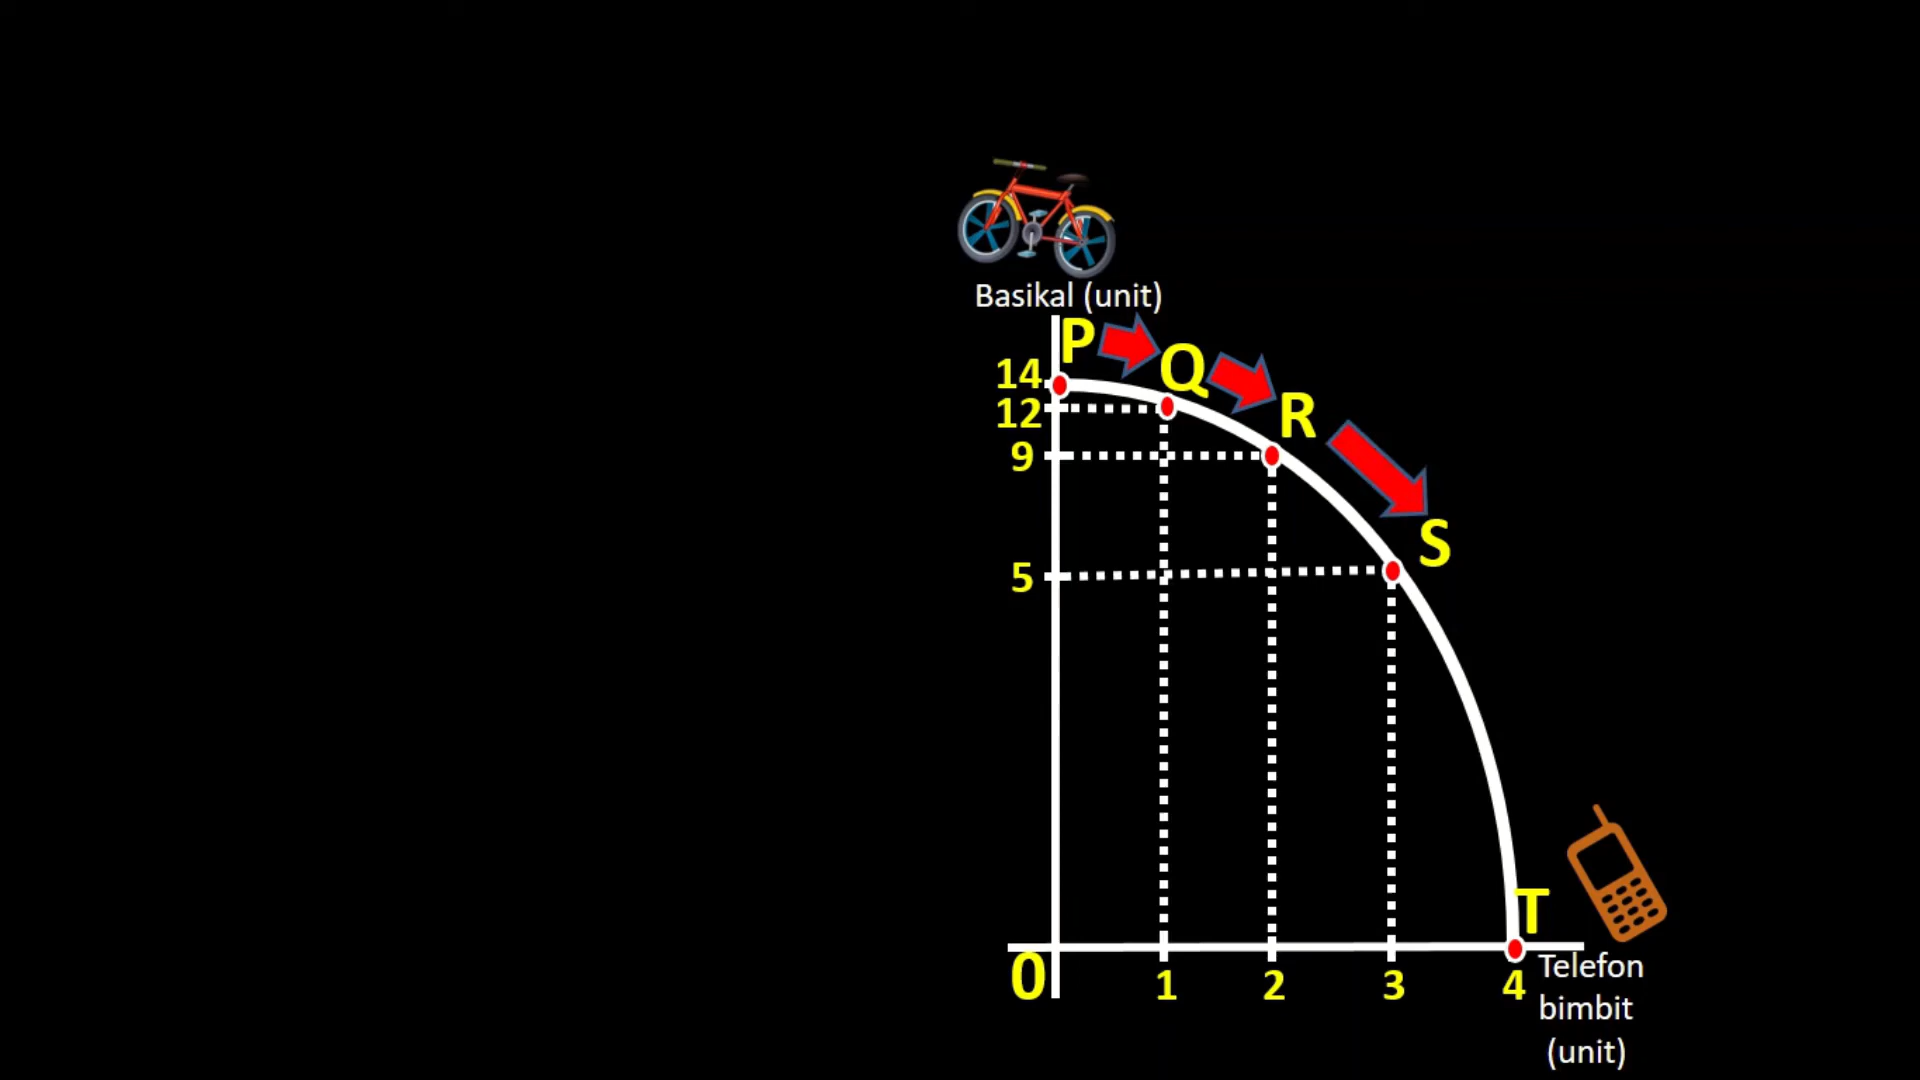 Basikal (unit)
P
Q
14
12
R
9
S
5
T
0
1
2
3
4
Telefon
bimbit
(unit)